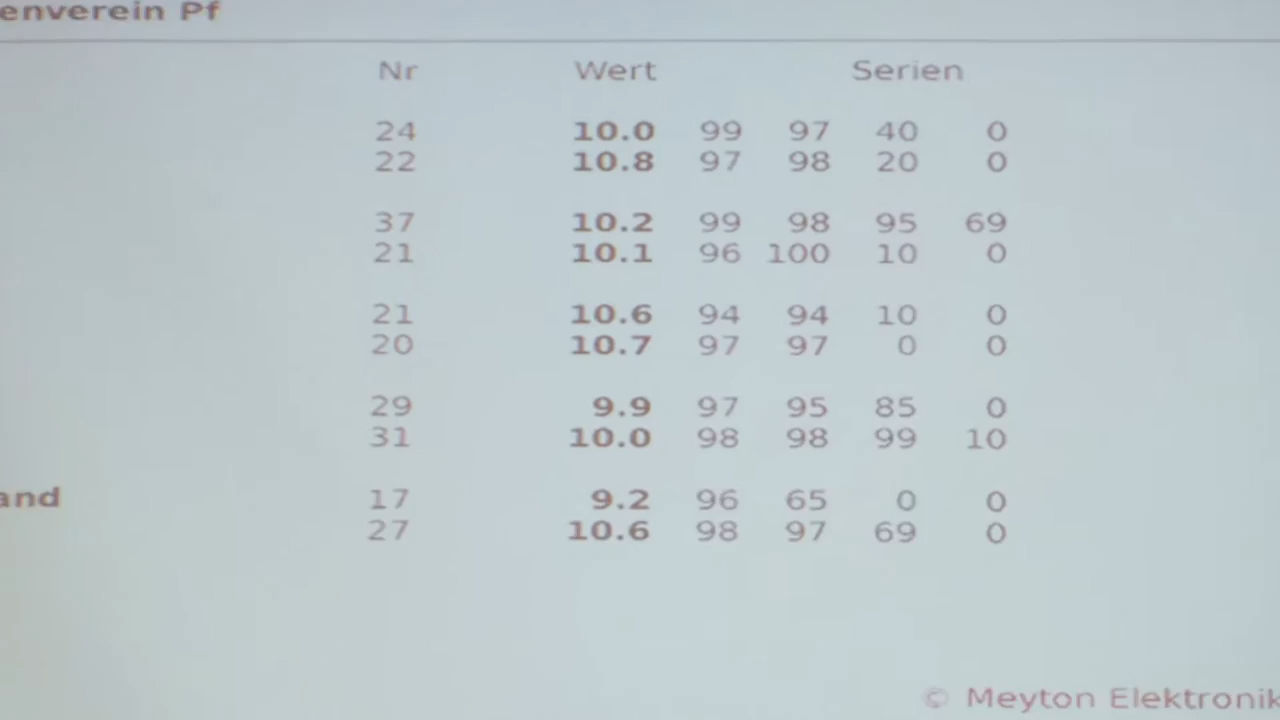 enverein Pf
Nr Wert Serien
24 10.0 99 97 40 0
22 10.8 97 98 20 0
37 10.2 99 98 95 69
21 10.1 96 100 10 0
21 10.6 94 94 10 0
20 10.7 97 97 0 0
29 9.9 97 95 85 0
31 10.0 98 98 99 10
and 17 9.2 96 65 0 0
27 10.6 98 97 69 0
© Meyton Elektronik